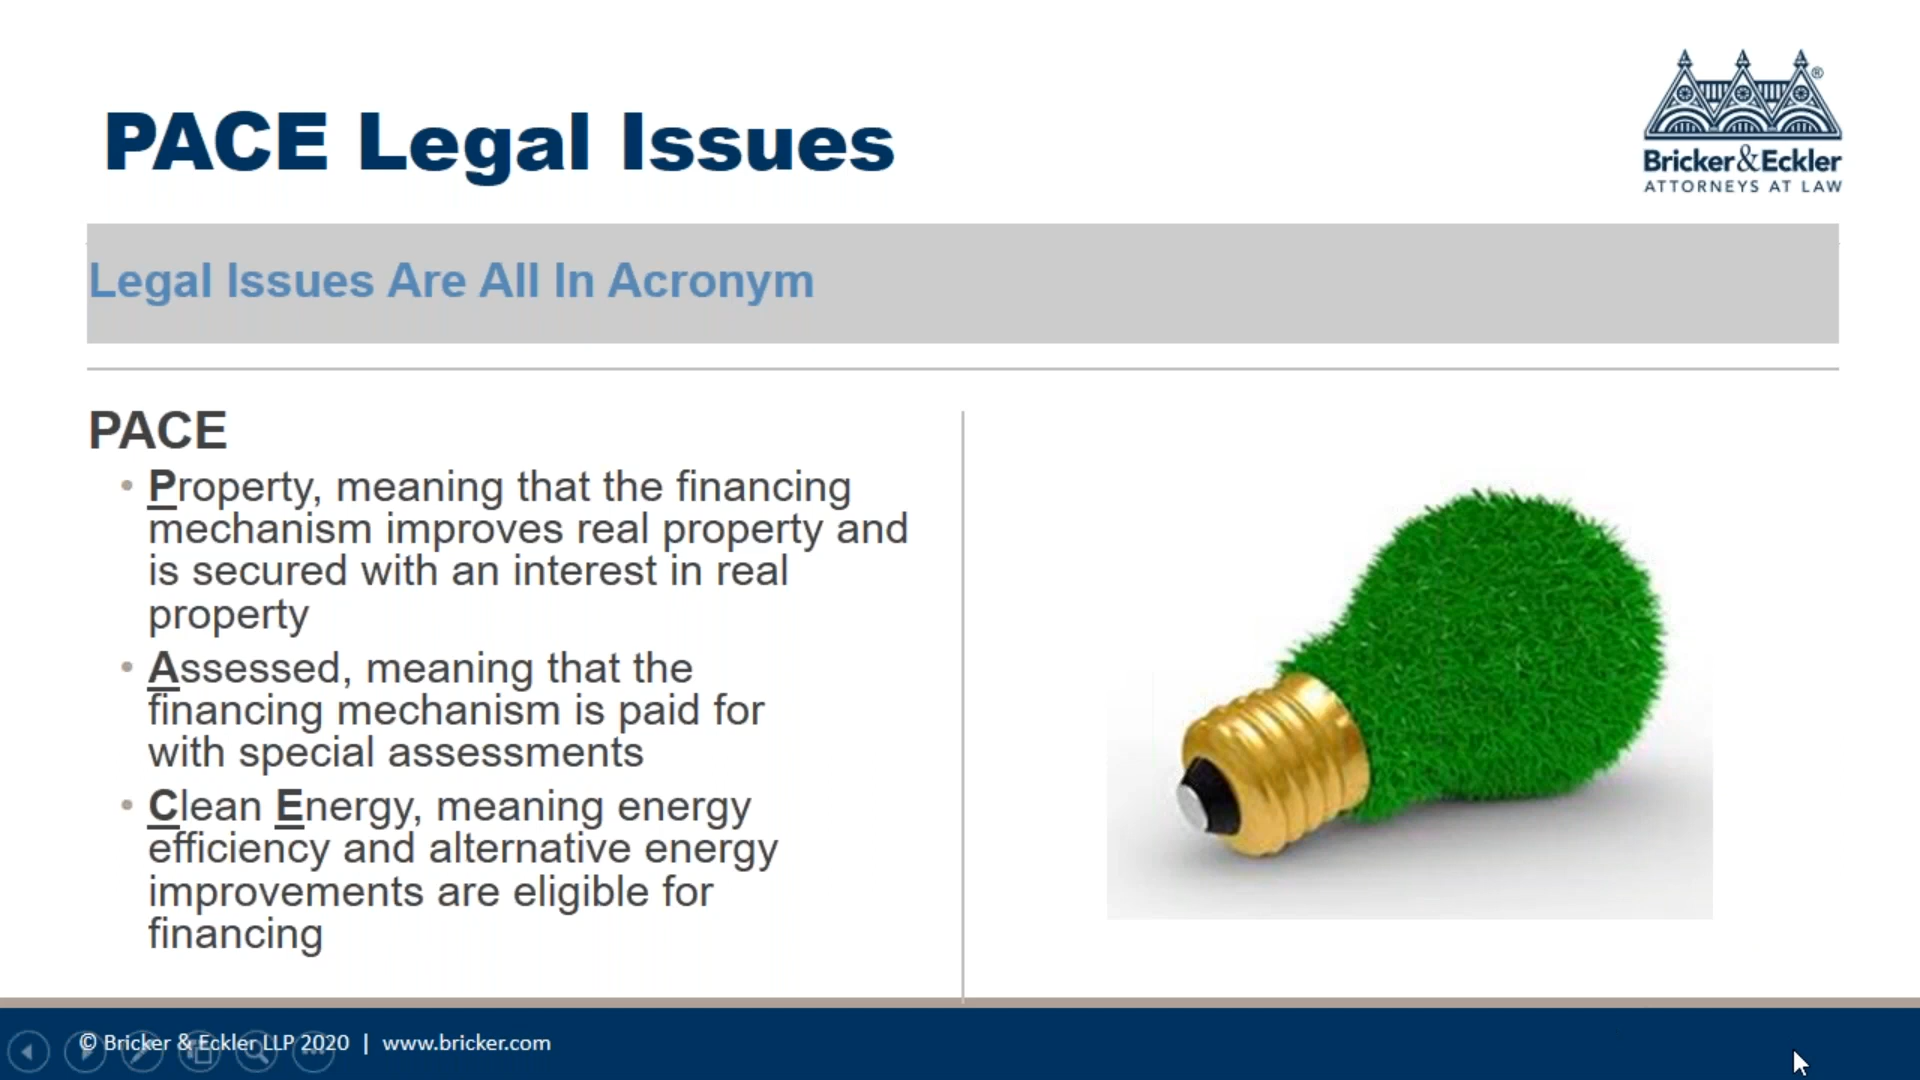 PACE Legal Issues
®
Bricker&Eckler
ATTORNEYS AT LAW
Legal Issues Are All In Acronym
PACE
• Property, meaning that the financing
mechanism improves real property and
is secured with an interest in real
property
• Assessed, meaning that the
financing mechanism is paid for
with special assessments
• Clean Energy, meaning energy
efficiency and alternative energy
improvements are eligible for
financing
© Bricker & Eckler LLP 2020 | www.bricker.com